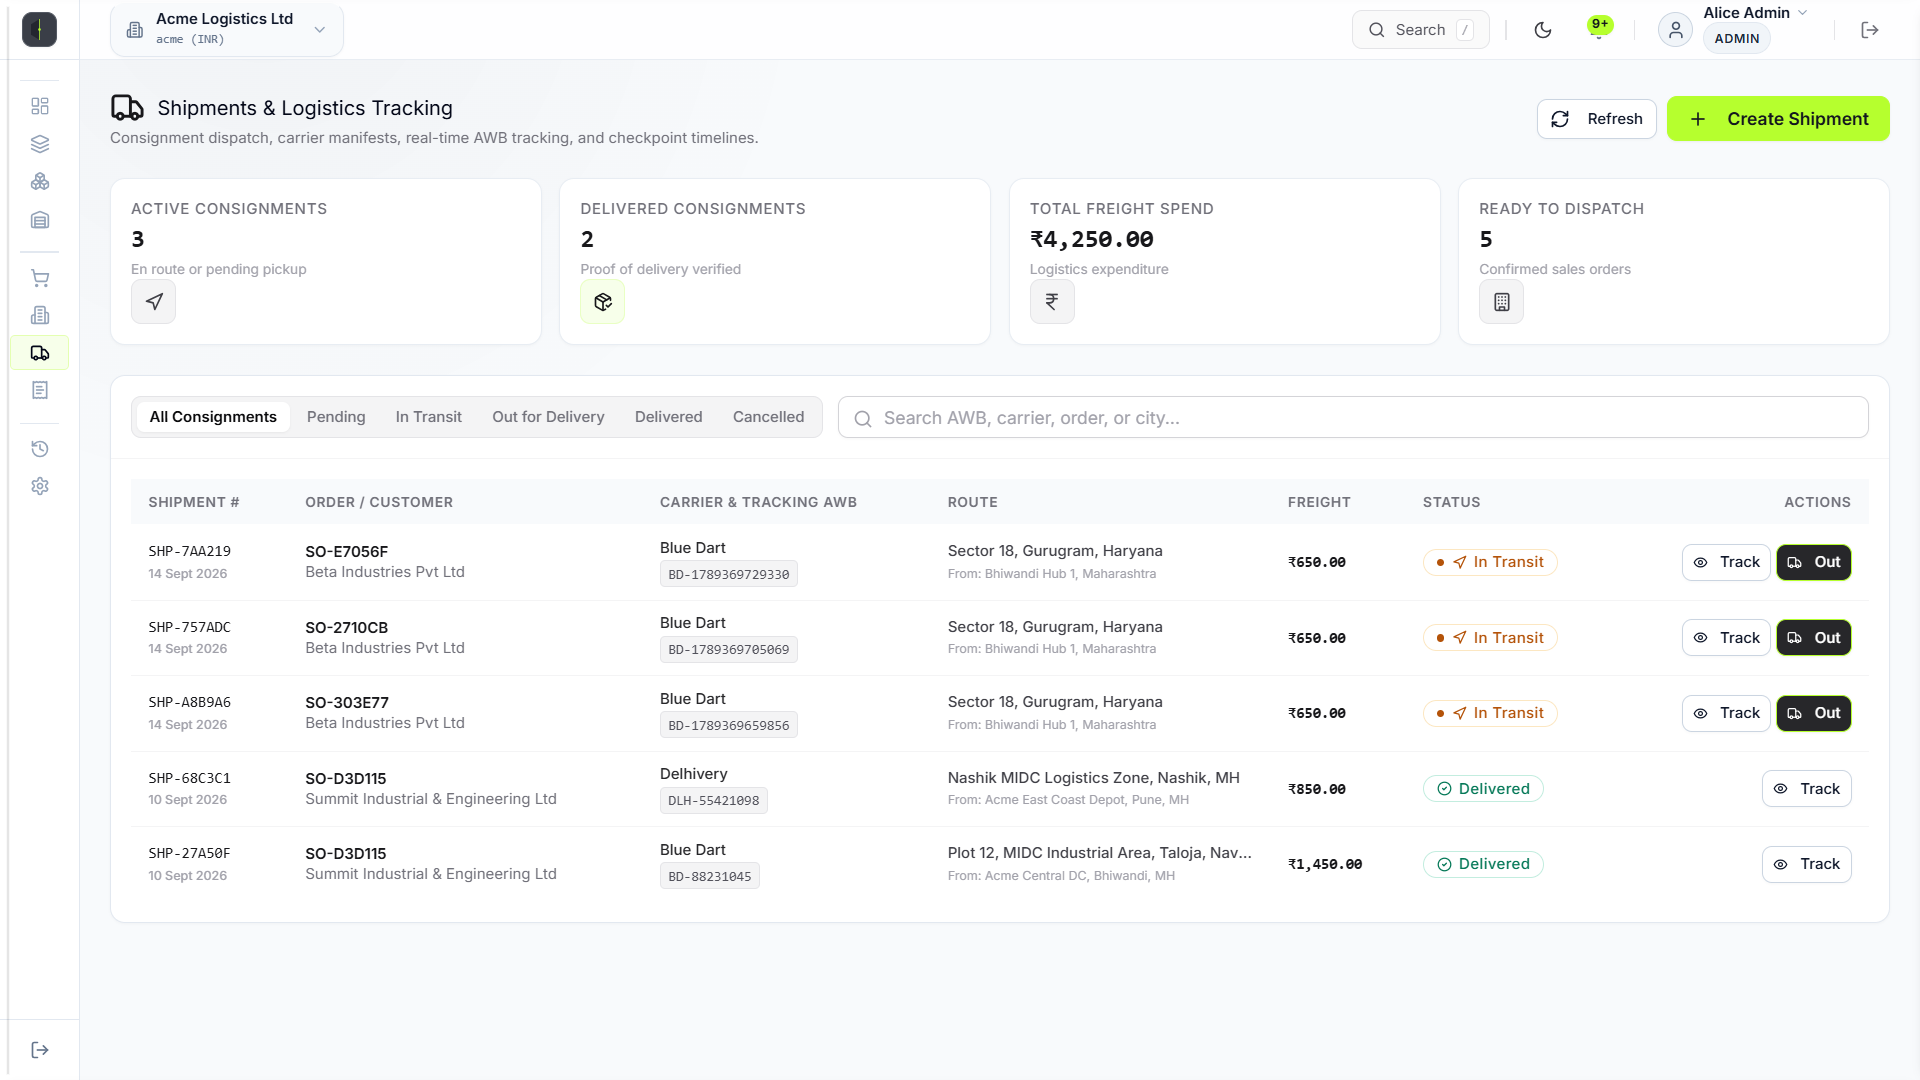 Acme Logistics Ltd
acme (INR)
Search /
9+
Alice Admin
ADMIN
Shipments & Logistics Tracking
Consignment dispatch, carrier manifests, real-time AWB tracking, and checkpoint timelines.
Refresh
+ Create Shipment
ACTIVE CONSIGNMENTS
3
En route or pending pickup
DELIVERED CONSIGNMENTS
2
Proof of delivery verified
TOTAL FREIGHT SPEND
₹4,250.00
Logistics expenditure
₹
READY TO DISPATCH
5
Confirmed sales orders
All Consignments Pending In Transit Out for Delivery Delivered Cancelled
Search AWB, carrier, order, or city...
SHIPMENT # ORDER / CUSTOMER CARRIER & TRACKING AWB ROUTE FREIGHT STATUS ACTIONS
SHP-7AA219 SO-E7056F Blue Dart Sector 18, Gurugram, Haryana ₹650.00 In Transit Track Out
14 Sept 2026 Beta Industries Pvt Ltd BD-1789369729330 From: Bhiwandi Hub 1, Maharashtra
SHP-757ADC SO-2710CB Blue Dart Sector 18, Gurugram, Haryana ₹650.00 In Transit Track Out
14 Sept 2026 Beta Industries Pvt Ltd BD-1789369705069 From: Bhiwandi Hub 1, Maharashtra
SHP-A8B9A6 SO-303E77 Blue Dart Sector 18, Gurugram, Haryana ₹650.00 In Transit Track Out
14 Sept 2026 Beta Industries Pvt Ltd BD-1789369659856 From: Bhiwandi Hub 1, Maharashtra
SHP-68C3C1 SO-D3D115 Delhivery Nashik MIDC Logistics Zone, Nashik, MH ₹850.00 Delivered Track
10 Sept 2026 Summit Industrial & Engineering Ltd DLH-55421098 From: Acme East Coast Depot, Pune, MH
SHP-27A50F SO-D3D115 Blue Dart Plot 12, MIDC Industrial Area, Taloja, Nav... ₹1,450.00 Delivered Track
10 Sept 2026 Summit Industrial & Engineering Ltd BD-88231045 From: Acme Central DC, Bhiwandi, MH